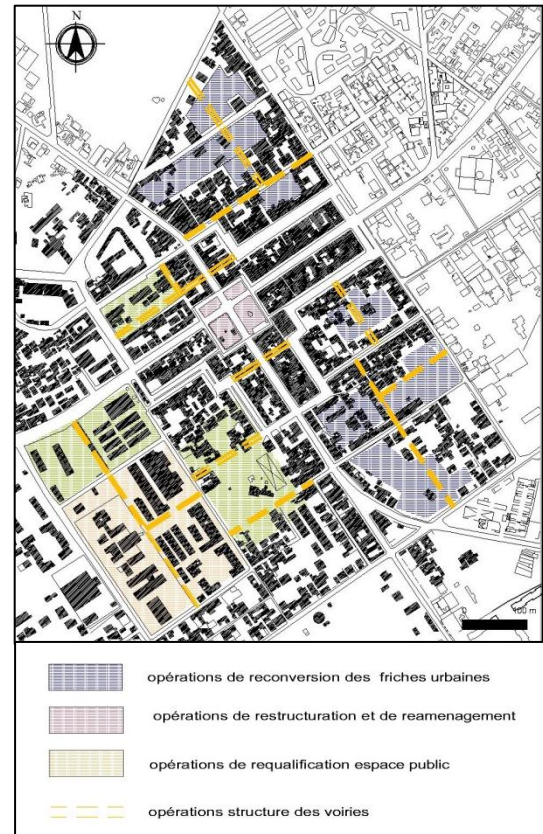 N
0 100 m
opérations de reconversion des friches urbaines
opérations de restructuration et de reamenagement
opérations de requalification espace public
opérations structure des voiries